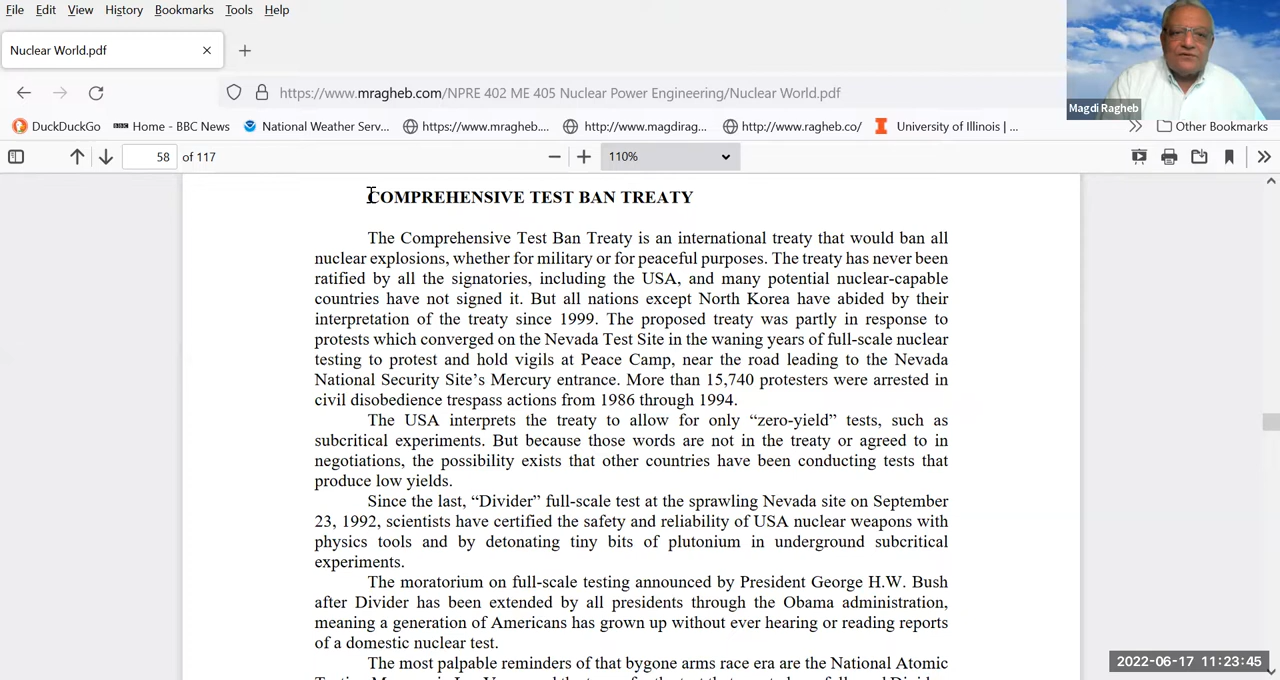 File Edit View History Bookmarks Tools Help
Nuclear World.pdf
https://www.mragheb.com/NPRE 402 ME 405 Nuclear Power Engineering/Nuclear World.pdf
Magdi Ragheb
DuckDuckGo BBC Home - BBC News National Weather Serv... https://www.mragheb.... http://www.magdirag... http://www.ragheb.co/ University of Illinois |... Other Bookmarks
58 of 117 110%
COMPREHENSIVE TEST BAN TREATY
The Comprehensive Test Ban Treaty is an international treaty that would ban all
nuclear explosions, whether for military or for peaceful purposes. The treaty has never been
ratified by all the signatories, including the USA, and many potential nuclear-capable
countries have not signed it. But all nations except North Korea have abided by their
interpretation of the treaty since 1999. The proposed treaty was partly in response to
protests which converged on the Nevada Test Site in the waning years of full-scale nuclear
testing to protest and hold vigils at Peace Camp, near the road leading to the Nevada
National Security Site’s Mercury entrance. More than 15,740 protesters were arrested in
civil disobedience trespass actions from 1986 through 1994.
The USA interprets the treaty to allow for only “zero-yield” tests, such as
subcritical experiments. But because those words are not in the treaty or agreed to in
negotiations, the possibility exists that other countries have been conducting tests that
produce low yields.
Since the last, “Divider” full-scale test at the sprawling Nevada site on September
23, 1992, scientists have certified the safety and reliability of USA nuclear weapons with
physics tools and by detonating tiny bits of plutonium in underground subcritical
experiments.
The moratorium on full-scale testing announced by President George H.W. Bush
after Divider has been extended by all presidents through the Obama administration,
meaning a generation of Americans has grown up without ever hearing or reading reports
of a domestic nuclear test.
The most palpable reminders of that bygone arms race era are the National Atomic
2022-06-17 11:23:45